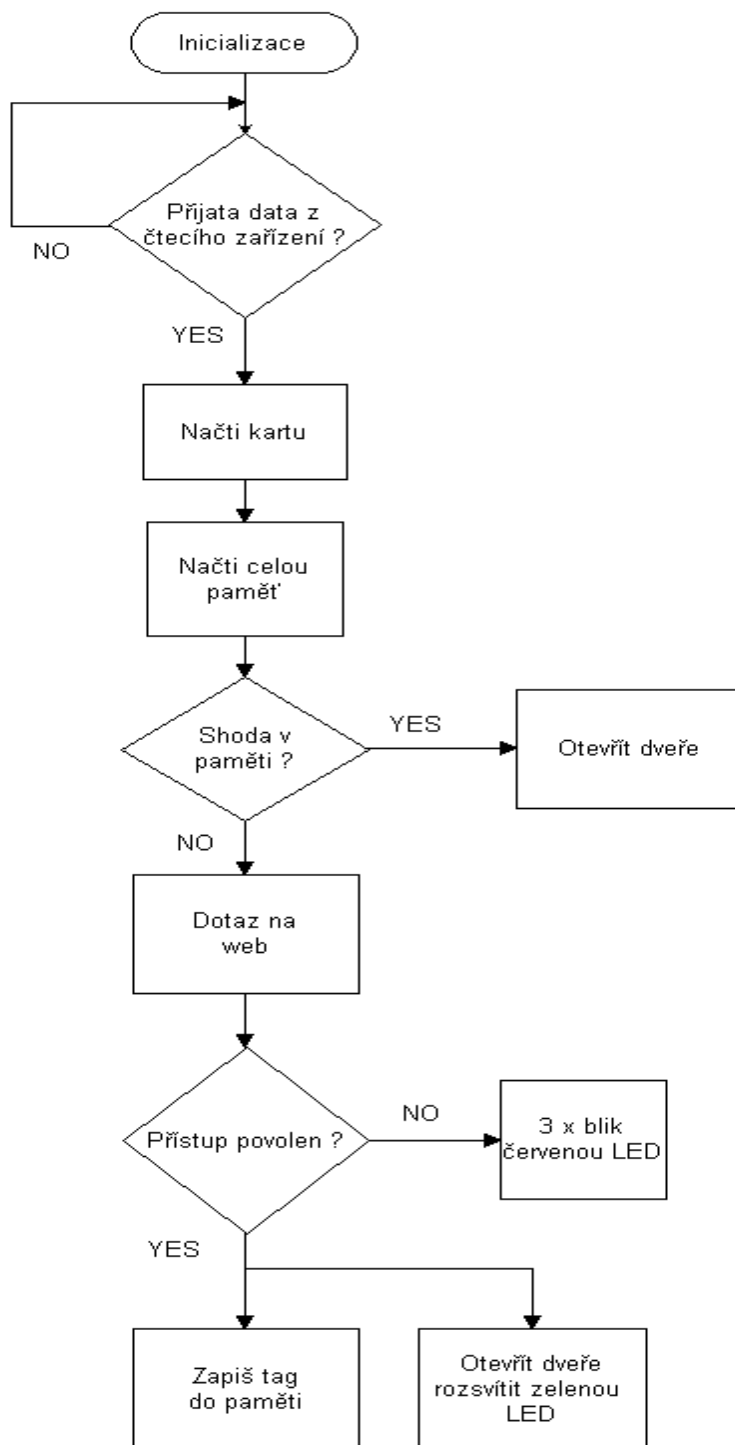 Inicializace
Přijata data z
čtecího zařízení ?
NO
YES
Načti kartu
Načti celou
paměť
Shoda v
paměti ?
YES
Otevřít dveře
NO
Dotaz na
web
Přístup povolen ?
NO
3 x blik
červenou LED
YES
Zapiš tag
do paměti
Otevřít dveře
rozsvítit zelenou
LED